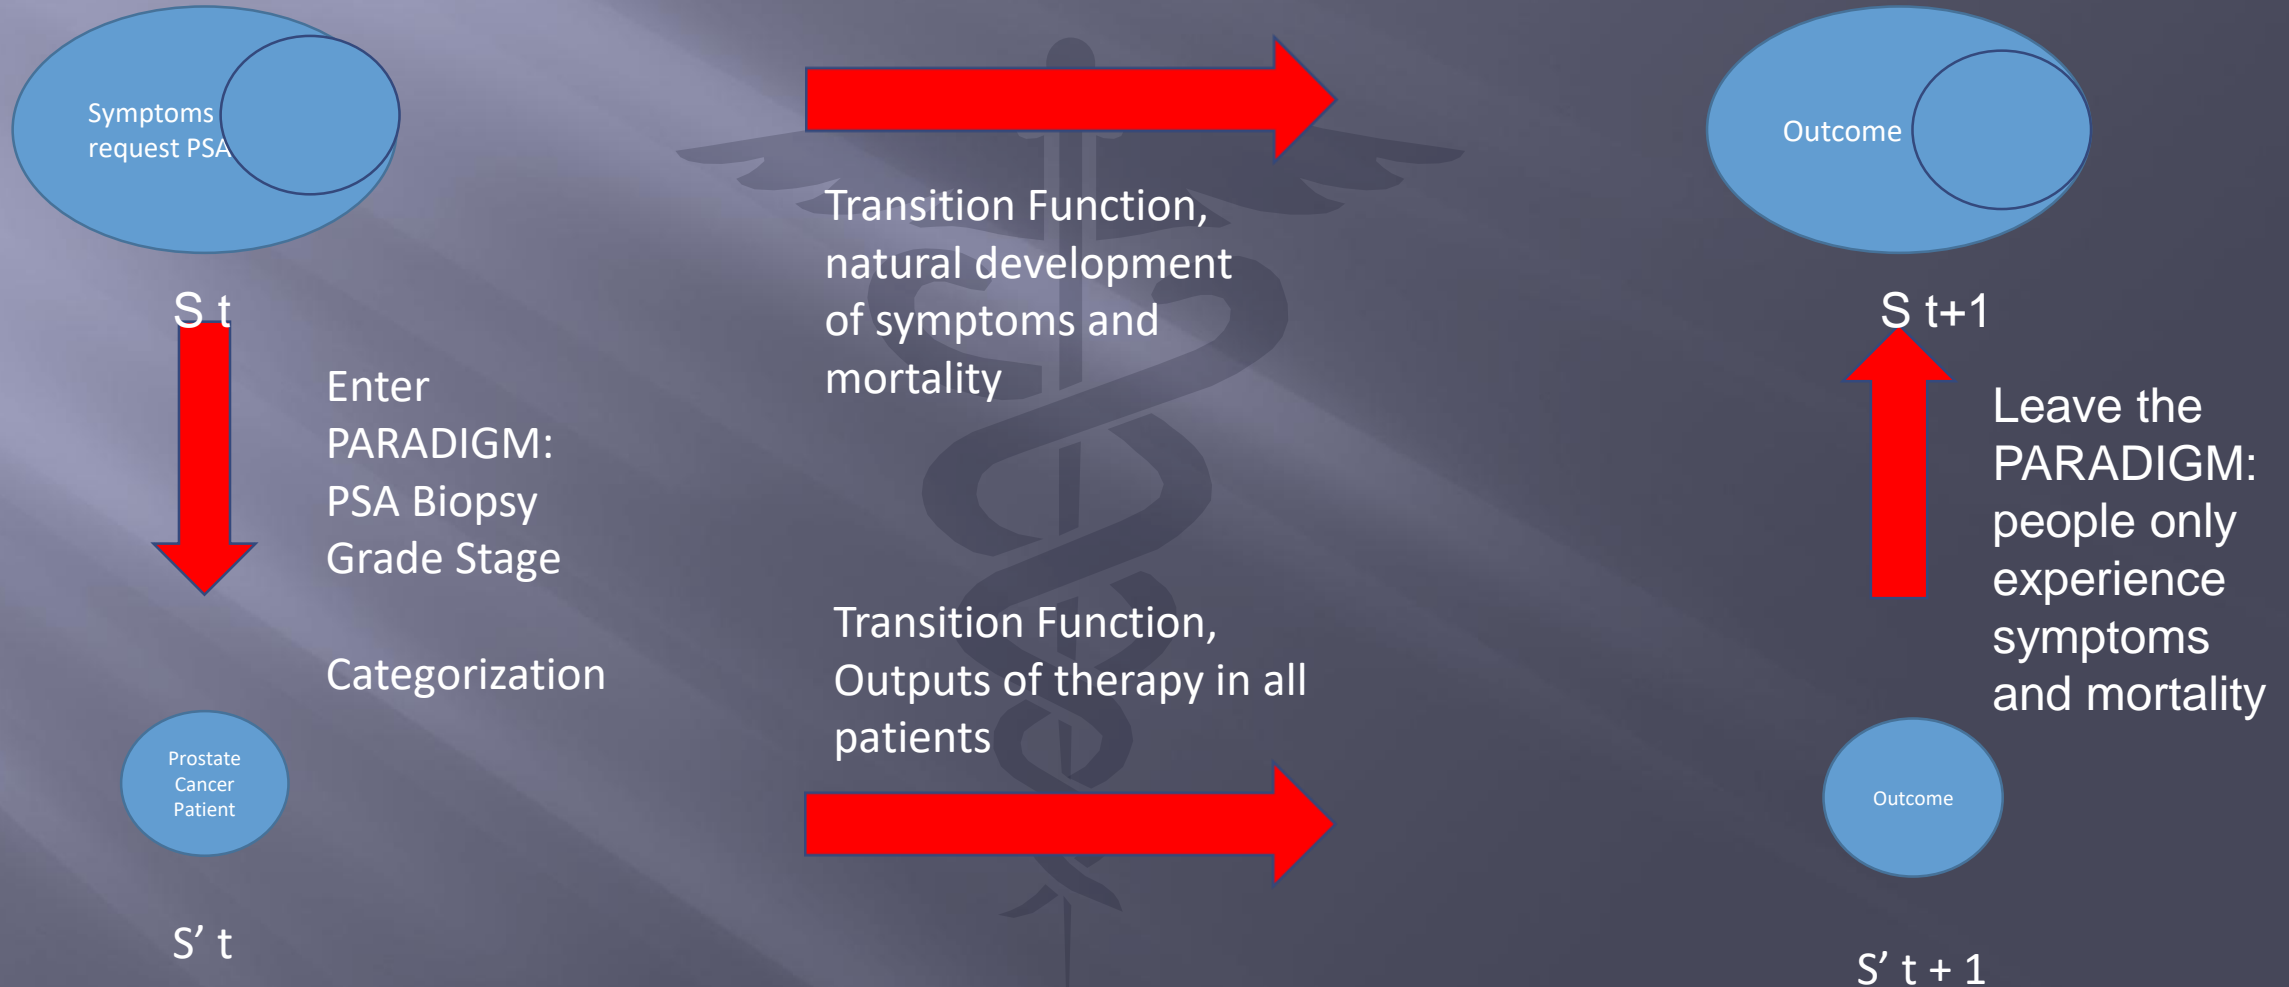 Symptoms
request PSA
S t
Enter
PARADIGM:
PSA Biopsy
Grade Stage
Categorization
Prostate
Cancer
Patient
S’ t
Transition Function,
natural development
of symptoms and
mortality
Transition Function,
Outputs of therapy in all
patients
Outcome
S t+1
Leave the
PARADIGM:
people only
experience
symptoms
and mortality
Outcome
S’ t + 1